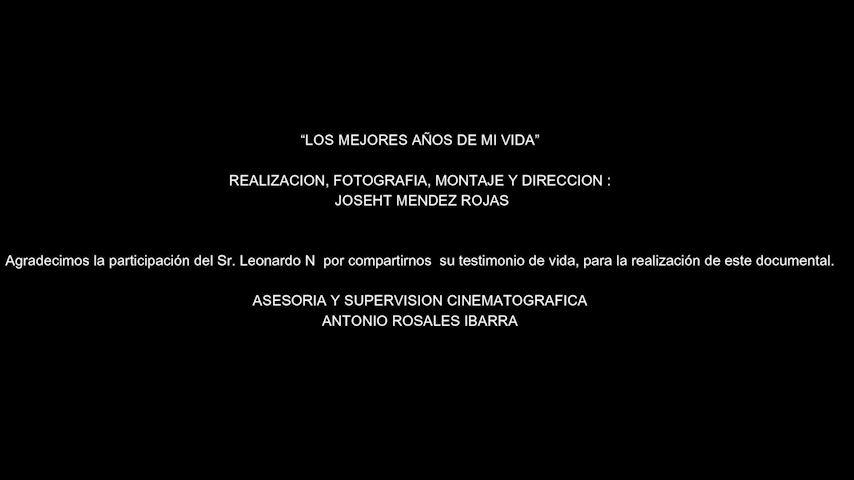 “LOS MEJORES AÑOS DE MI VIDA”
REALIZACION, FOTOGRAFIA, MONTAJE Y DIRECCION :
JOSEHT MENDEZ ROJAS
Agradecimos la participación del Sr. Leonardo N  por compartirnos  su testimonio de vida, para la realización de este documental.
ASESORIA Y SUPERVISION CINEMATOGRAFICA
ANTONIO ROSALES IBARRA